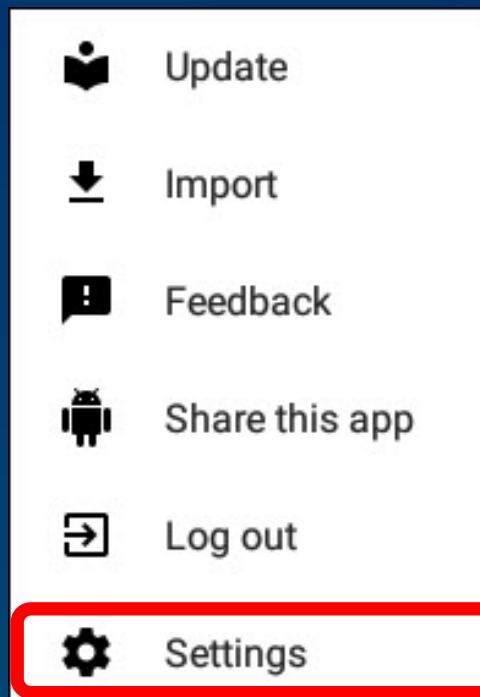 Update
Import
Feedback
Share this app
Log out
Settings